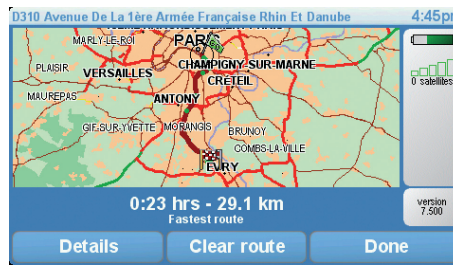 D310 Avenue De La 1ère Armée Française Rhin Et Danube
4:45pm
MARLY-LE-ROI
PARIS
PLAISIR
VERSAILLES
CHAMPIGNY-SUR-MARNE
CRETEIL
0 satellites
MAUREPAS
ANTONY
GIF-SUR-YVETTE
MORANGIS
BRUNOY
COMBS-LA-VILLE
EVRY
0:23 hrs - 29.1 km
Fastest route
version
7.500
Details
Clear route
Done